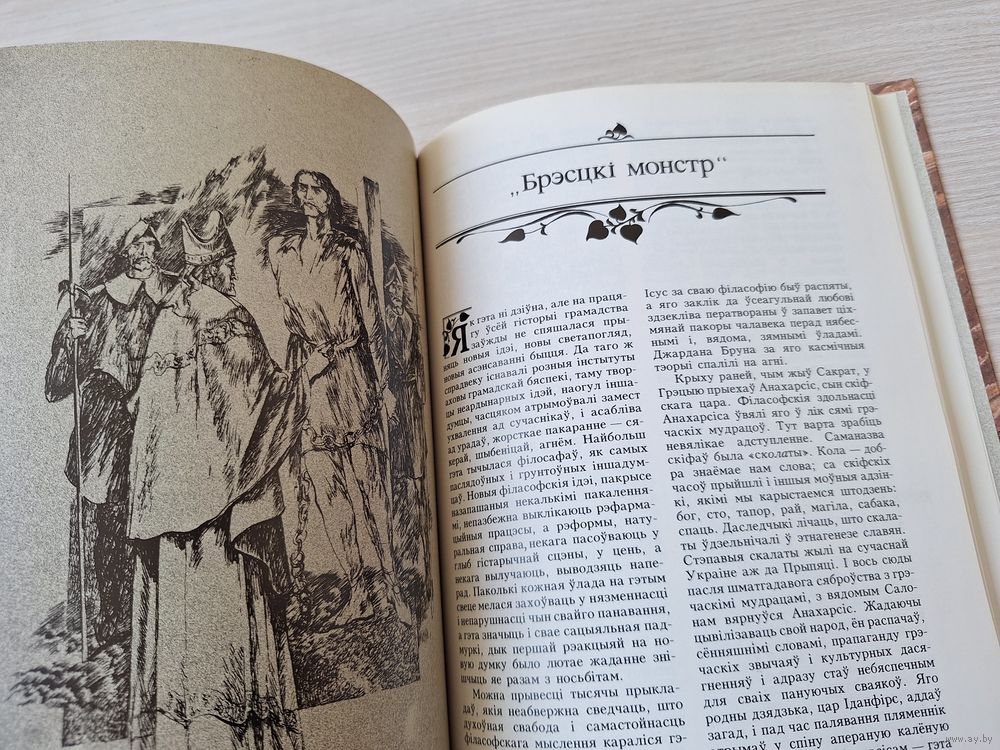 „Брэсцкі монстр“
Як гэта ні дзіўна, але на праця-
гу ўсёй гісторыі грамадства
заўжды не спяшалася пры-
няць новыя ідэі, новы светапогляд,
новыя асэнсаванні быцця. Да таго ж
спрадвеку існавалі розныя інстытуты
аховы грамадскай бяспекі, таму твор-
цы неардынарных ідэй, наогул інша-
думцы, часцяком атрымоўвалі замест
ухвалення ад сучаснікаў, і асабліва
ад урадаў, жорсткае пакаранне — ся-
керай, шыбеніцай, агнём. Найбольш
гэта тычылася філосафаў, як самых
паслядоўных і грунтоўных іншадум-
цаў. Новыя філасофскія ідэі, пакрысе
назапашаныя некалькімі пакалення-
мі, непазбежна выклікаюць рэфарма-
цыйныя працэсы, а рэформы, нату-
ральная справа, некага пасоўваюць у
глыб гістарычнай сцэны, у цень, а
некага вылучаюць, выводзяць напе-
рад. Паколькі кожная ўлада на гэтым
свеце мелася захоўваць у нязменнасці
і непарушнасці чын свайго панавання,
а гэта значыць і свае сацыяльная пад-
муркі, дык першай рэакцыяй на но-
вую думку было лютае жаданне зні-
шчыць яе разам з носьбітам.
Можна прывесці тысячы прыкла-
даў, якія неабвержна сведчаць, што
духоўная свабода і самастойнасць
філасофскага мыслення караліся г
Ісус за сваю філасофію быў распяты,
а яго заклік да ўсеагульнай любові
здзекліва ператвораны ў запавет ціх-
мянай пакоры чалавека перад нябес-
нымі і, вядома, зямнымі ўладамі.
Джардана Бруна за яго касмічныя
тэорыі спалілі на агні.
Крыху раней, чым жыў Сакрат, у
Грэцыю прыехаў Анахарсіс, сын скіф-
скага цара. Філасофскія здольнасці
Анахарсіса ўвялі яго ў лік сямі грэ-
часкіх мудрацоў. Тут варта зрабіць
невялікае адступленне. Саманазва
скіфаў была «сколаты». Кола — доб-
ра знаёмае нам слова; са скіфскіх
часоў прыйшлі і іншыя моўныя адзін-
кі, якімі мы карыстаемся штодзень:
бог, сто, тапор, рай, магіла, сабака,
спаць. Даследчыкі лічаць, што скала-
ты ўдзельнічалі ў этнагенезе славян.
Стэпавыя скалаты жылі на сучаснай
Украіне аж да Прыпяці. І вось сюды
пасля шматгадовага сяброўства з грэ-
часкімі мудрацамі, з вядомым Сало-
нам вярнуўся Анахарсіс. Жадаючы
цывілізаваць свой народ, ён распачаў,
сённяшнімі словамі, прапаганду грэ-
часкіх звычаяў і культурных дася-
гненняў і адразу стаў небяспечным
для сваіх пануючых сваякоў. Яго
родны дзядзька, цар Іданфірс, аддаў
загад, і пад час палявання пляменнік
атрымаў у спіну апераную калёную
www.ay.by